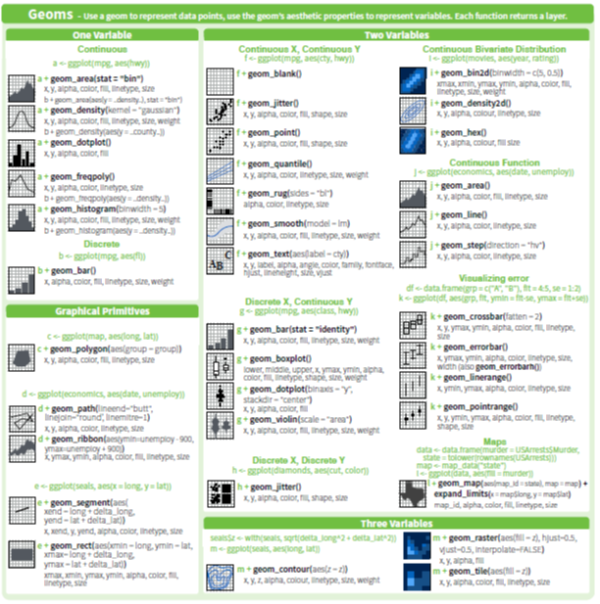 Geoms - Use a geom to represent data points, use the geom's aesthetic properties to represent variables. Each function returns a layer.
One Variable
Continuous
a <- ggplot(mpg, aes(hwy))
a + geom_area(stat = "bin")
x, y, alpha, color, fill, linetype, size
b + geom_area(aes(y = ..density..), stat = "bin")
a + geom_density(kernel = "gaussian")
x, y, alpha, color, fill, linetype, size, weight
b + geom_density(aes(y = ..county..))
a + geom_dotplot()
x, y, alpha, color, fill
a + geom_freqpoly()
x, y, alpha, color, linetype, size
b + geom_freqpoly(aes(y = ..density..))
a + geom_histogram(binwidth = 5)
x, y, alpha, color, fill, linetype, size, weight
b + geom_histogram(aes(y = ..density..))
Discrete
b <- ggplot(mpg, aes(fl))
b + geom_bar()
x, alpha, color, fill, linetype, size, weight
Graphical Primitives
c <- ggplot(map, aes(long, lat))
c + geom_polygon(aes(group = group))
x, y, alpha, color, fill, linetype, size
d <- ggplot(economics, aes(date, unemploy))
d + geom_path(lineend="butt",
linejoin="round", linemitre=1)
x, y, alpha, color, linetype, size
d + geom_ribbon(aes(ymin=unemploy - 900,
ymax=unemploy + 900))
x, ymax, ymin, alpha, color, fill, linetype, size
e <- ggplot(seals, aes(x = long, y = lat))
e + geom_segment(aes(
xend = long + delta_long,
yend = lat + delta_lat))
x, xend, y, yend, alpha, color, linetype, size
e + geom_rect(aes(xmin = long, ymin = lat,
xmax= long + delta_long,
ymax = lat + delta_lat))
xmax, xmin, ymax, ymin, alpha, color, fill,
linetype, size
Two Variables
Continuous X, Continuous Y
f <- ggplot(mpg, aes(cty, hwy))
f + geom_blank()
f + geom_jitter()
x, y, alpha, color, fill, shape, size
f + geom_point()
x, y, alpha, color, fill, shape, size
f + geom_quantile()
x, y, alpha, color, linetype, size, weight
f + geom_rug(sides = "bl")
alpha, color, linetype, size
f + geom_smooth(model = lm)
x, y, alpha, color, fill, linetype, size, weight
f + geom_text(aes(label = cty))
x, y, label, alpha, angle, color, family, fontface,
hjust, lineheight, size, vjust
A B C
Discrete X, Continuous Y
g <- ggplot(mpg, aes(class, hwy))
g + geom_bar(stat = "identity")
x, y, alpha, color, fill, linetype, size, weight
g + geom_boxplot()
lower, middle, upper, x, ymax, ymin, alpha,
color, fill, linetype, shape, size, weight
g + geom_dotplot(binaxis = "y",
stackdir = "center")
x, y, alpha, color, fill
g + geom_violin(scale = "area")
x, y, alpha, color, fill, linetype, size, weight
Discrete X, Discrete Y
h <- ggplot(diamonds, aes(cut, color))
h + geom_jitter()
x, y, alpha, color, fill, shape, size
Continuous Bivariate Distribution
i <- ggplot(movies, aes(year, rating))
i + geom_bin2d(binwidth = c(5, 0.5))
xmax, xmin, ymax, ymin, alpha, color, fill,
linetype, size, weight
i + geom_density2d()
x, y, alpha, colour, linetype, size
i + geom_hex()
x, y, alpha, colour, fill, size
Continuous Function
j <- ggplot(economics, aes(date, unemploy))
j + geom_area()
x, y, alpha, color, fill, linetype, size
j + geom_line()
x, y, alpha, color, linetype, size
j + geom_step(direction = "hv")
x, y, alpha, color, linetype, size
Visualizing error
df <- data.frame(grp = c("A", "B"), fit = 4:5, se = 1:2)
k <- ggplot(df, aes(grp, fit, ymin = fit-se, ymax = fit+se))
k + geom_crossbar(fatten = 2)
x, y, ymax, ymin, alpha, color, fill, linetype,
size
k + geom_errorbar()
x, ymax, ymin, alpha, color, linetype, size,
width (also geom_errorbarh())
k + geom_linerange()
x, ymin, ymax, alpha, color, linetype, size
k + geom_pointrange()
x, y, ymin, ymax, alpha, color, fill, linetype,
shape, size
Maps
data <- data.frame(murder = USArrests$Murder,
state = tolower(rownames(USArrests)))
map <- map_data("state")
l <- ggplot(data, aes(fill = murder))
l + geom_map(aes(map_id = state), map = map) +
expand_limits(x = map$long, y = map$lat)
map_id, alpha, color, fill, linetype, size
Three Variables
seals$z <- with(seals, sqrt(delta_long^2 + delta_lat^2))
m <- ggplot(seals, aes(long, lat))
m + geom_contour(aes(z = z))
x, y, z, alpha, colour, linetype, size, weight
m + geom_raster(aes(fill = z), hjust=0.5,
vjust=0.5, interpolate=FALSE)
x, y, alpha, fill
m + geom_tile(aes(fill = z))
x, y, alpha, color, fill, linetype, size